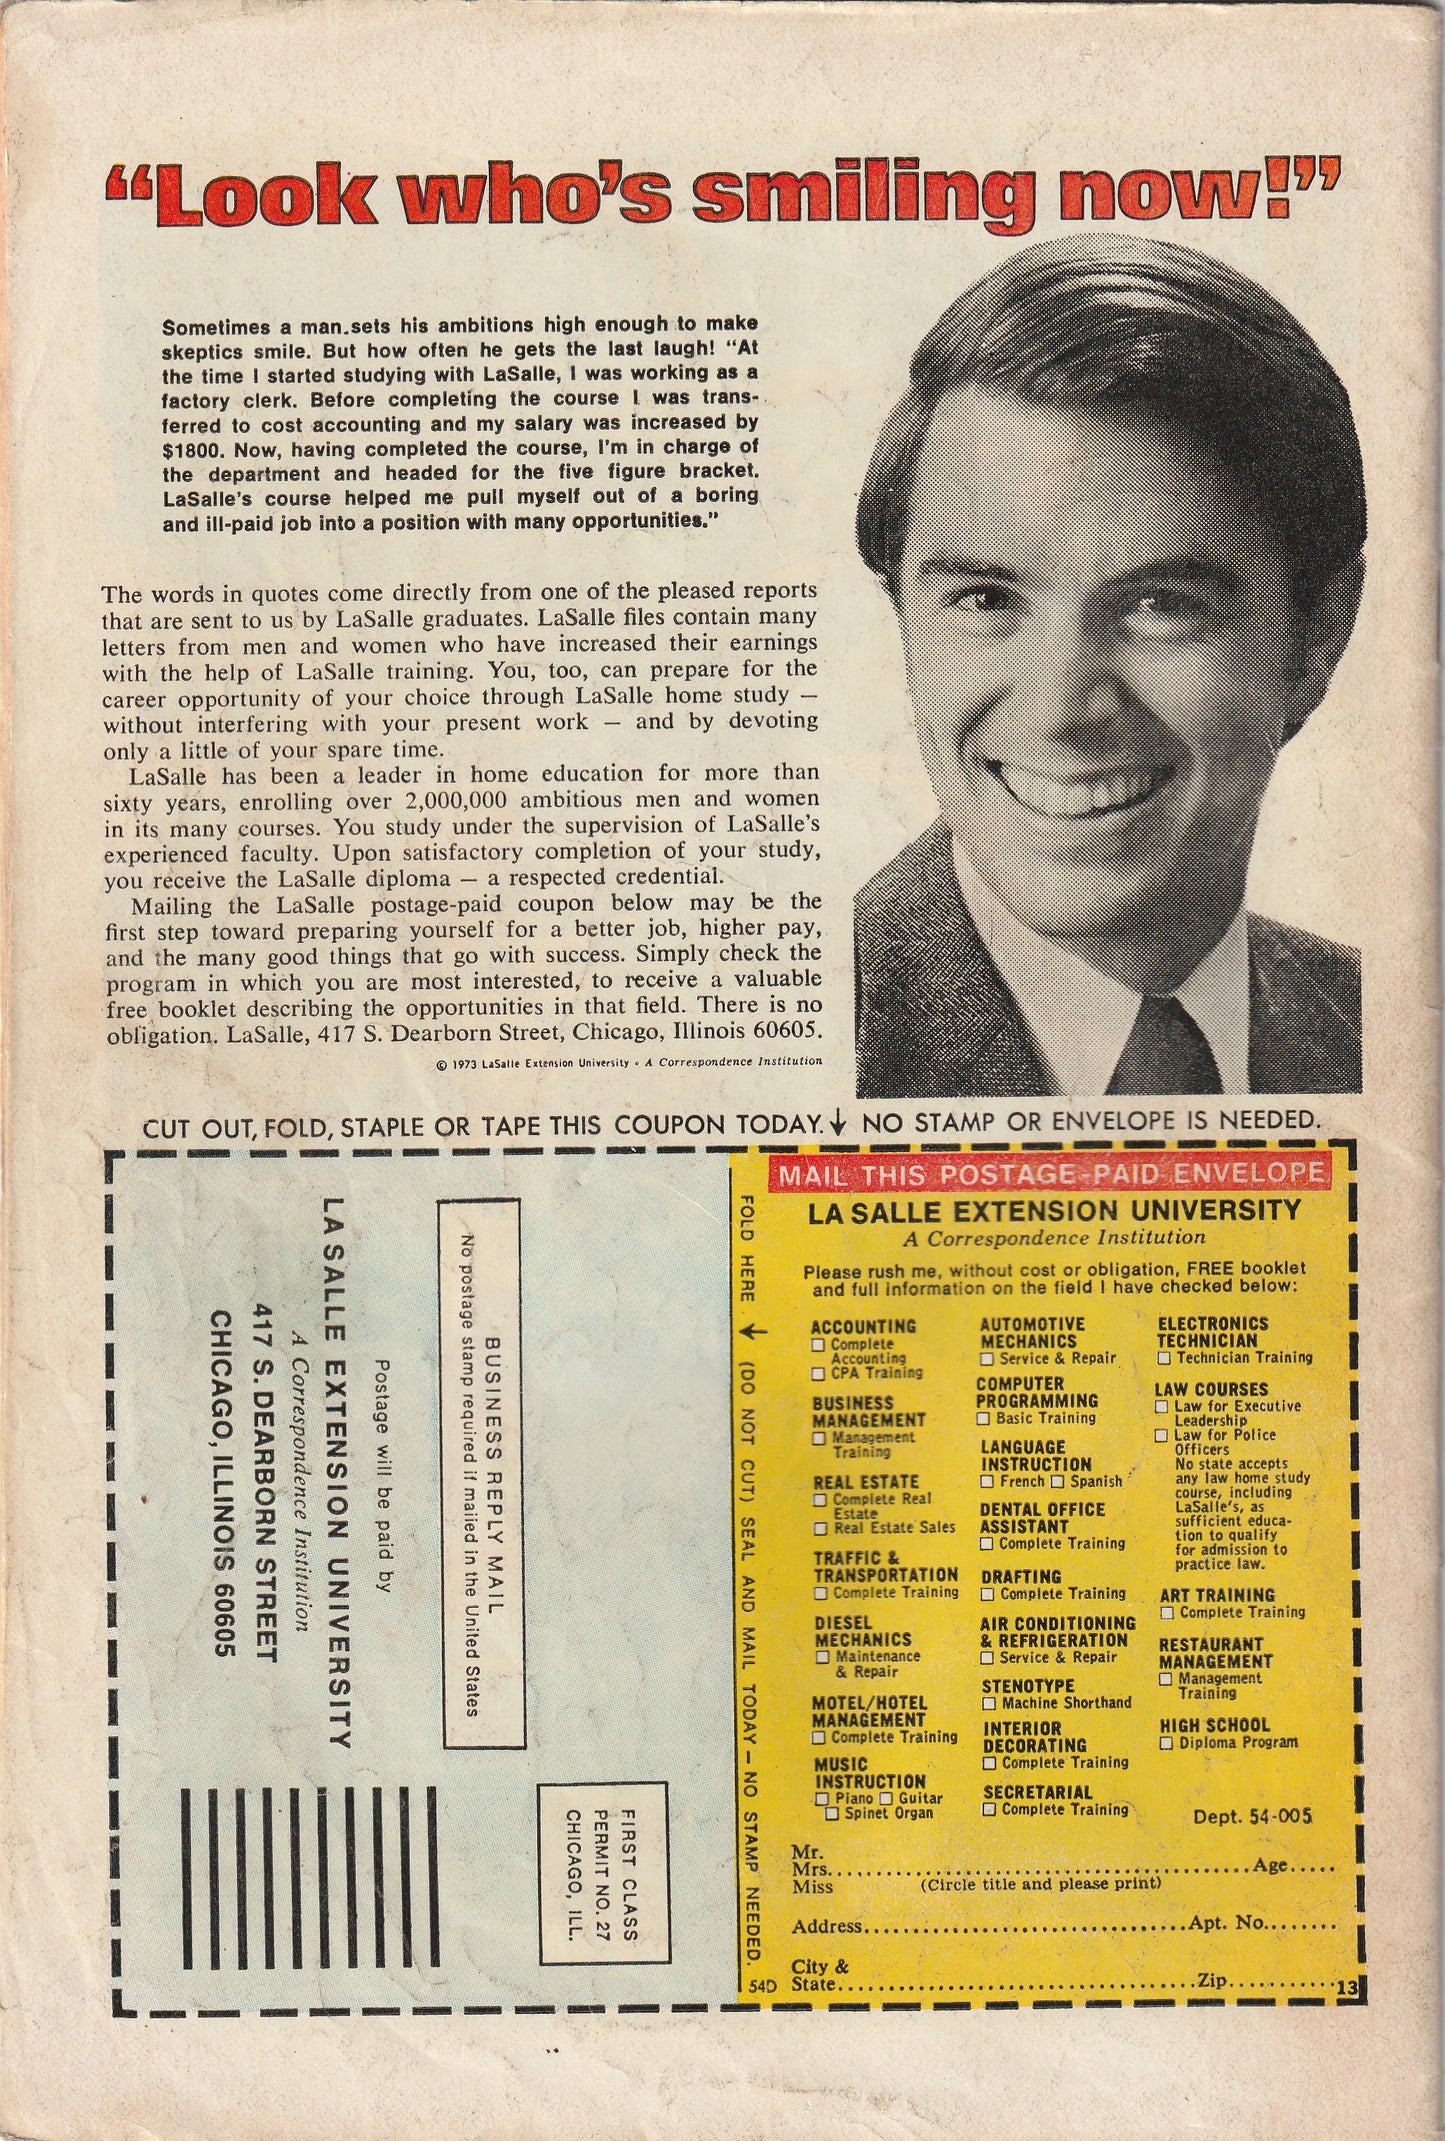 “Look who’s smiling now!”
Sometimes a man sets his ambitions high enough to make
skeptics smile. But how often he gets the last laugh! “At
the time I started studying with LaSalle, I was working as a
factory clerk. Before completing the course I was trans-
ferred to cost accounting and my salary was increased by
$1800. Now, having completed the course, I’m in charge of
the department and headed for the five figure bracket.
LaSalle’s course helped me pull myself out of a boring
and ill-paid job into a position with many opportunities.”
The words in quotes come directly from one of the pleased reports
that are sent to us by LaSalle graduates. LaSalle files contain many
letters from men and women who have increased their earnings
with the help of LaSalle training. You, too, can prepare for the
career opportunity of your choice through LaSalle home study —
without interfering with your present work — and by devoting
only a little of your spare time.
LaSalle has been a leader in home education for more than
sixty years, enrolling over 2,000,000 ambitious men and women
in its many courses. You study under the supervision of LaSalle’s
experienced faculty. Upon satisfactory completion of your study,
you receive the LaSalle diploma — a respected credential.
Mailing the LaSalle postage-paid coupon below may be the
first step toward preparing yourself for a better job, higher pay,
and the many good things that go with success. Simply check the
program in which you are most interested, to receive a valuable
free booklet describing the opportunities in that field. There is no
obligation. LaSalle, 417 S. Dearborn Street, Chicago, Illinois 60605.
© 1973 LaSalle Extension University • A Correspondence Institution
CUT OUT, FOLD, STAPLE OR TAPE THIS COUPON TODAY.↓ NO STAMP OR ENVELOPE IS NEEDED.
FIRST CLASS
PERMIT NO. 27
CHICAGO, ILL.
BUSINESS REPLY MAIL
No postage stamp required if mailed in the United States
Postage will be paid by
LA SALLE EXTENSION UNIVERSITY
A Correspondence Institution
417 S. DEARBORN STREET
CHICAGO, ILLINOIS 60605
FOLD HERE ↓ (DO NOT CUT) SEAL AND MAIL TODAY — NO STAMP NEEDED.
54D
MAIL THIS POSTAGE-PAID ENVELOPE
LA SALLE EXTENSION UNIVERSITY
A Correspondence Institution
Please rush me, without cost or obligation, FREE booklet
and full information on the field I have checked below:
ACCOUNTING
☐ Complete
Accounting
☐ CPA Training
BUSINESS
MANAGEMENT
☐ Management
Training
REAL ESTATE
☐ Complete Real
Estate
☐ Real Estate Sales
TRAFFIC &
TRANSPORTATION
☐ Complete Training
DIESEL
MECHANICS
☐ Maintenance
& Repair
MOTEL/HOTEL
MANAGEMENT
☐ Complete Training
MUSIC
INSTRUCTION
☐ Piano ☐ Guitar
☐ Spinet Organ
AUTOMOTIVE
MECHANICS
☐ Service & Repair
COMPUTER
PROGRAMMING
☐ Basic Training
LANGUAGE
INSTRUCTION
☐ French ☐ Spanish
DENTAL OFFICE
ASSISTANT
☐ Complete Training
DRAFTING
☐ Complete Training
AIR CONDITIONING
& REFRIGERATION
☐ Service & Repair
STENOTYPE
☐ Machine Shorthand
INTERIOR
DECORATING
☐ Complete Training
SECRETARIAL
☐ Complete Training
ELECTRONICS
TECHNICIAN
☐ Technician Training
LAW COURSES
☐ Law for Executive
Leadership
☐ Law for Police
Officers
No state accepts
any law home study
course, including
LaSalle’s, as
sufficient educa-
tion to qualify
for admission to
practice law.
ART TRAINING
☐ Complete Training
RESTAURANT
MANAGEMENT
☐ Management
Training
HIGH SCHOOL
☐ Diploma Program
Dept. 54-005
Mr.
Mrs.......................................................Age.....
Miss (Circle title and please print)
Address................................Apt. No........
City &
State....................................Zip...........
13